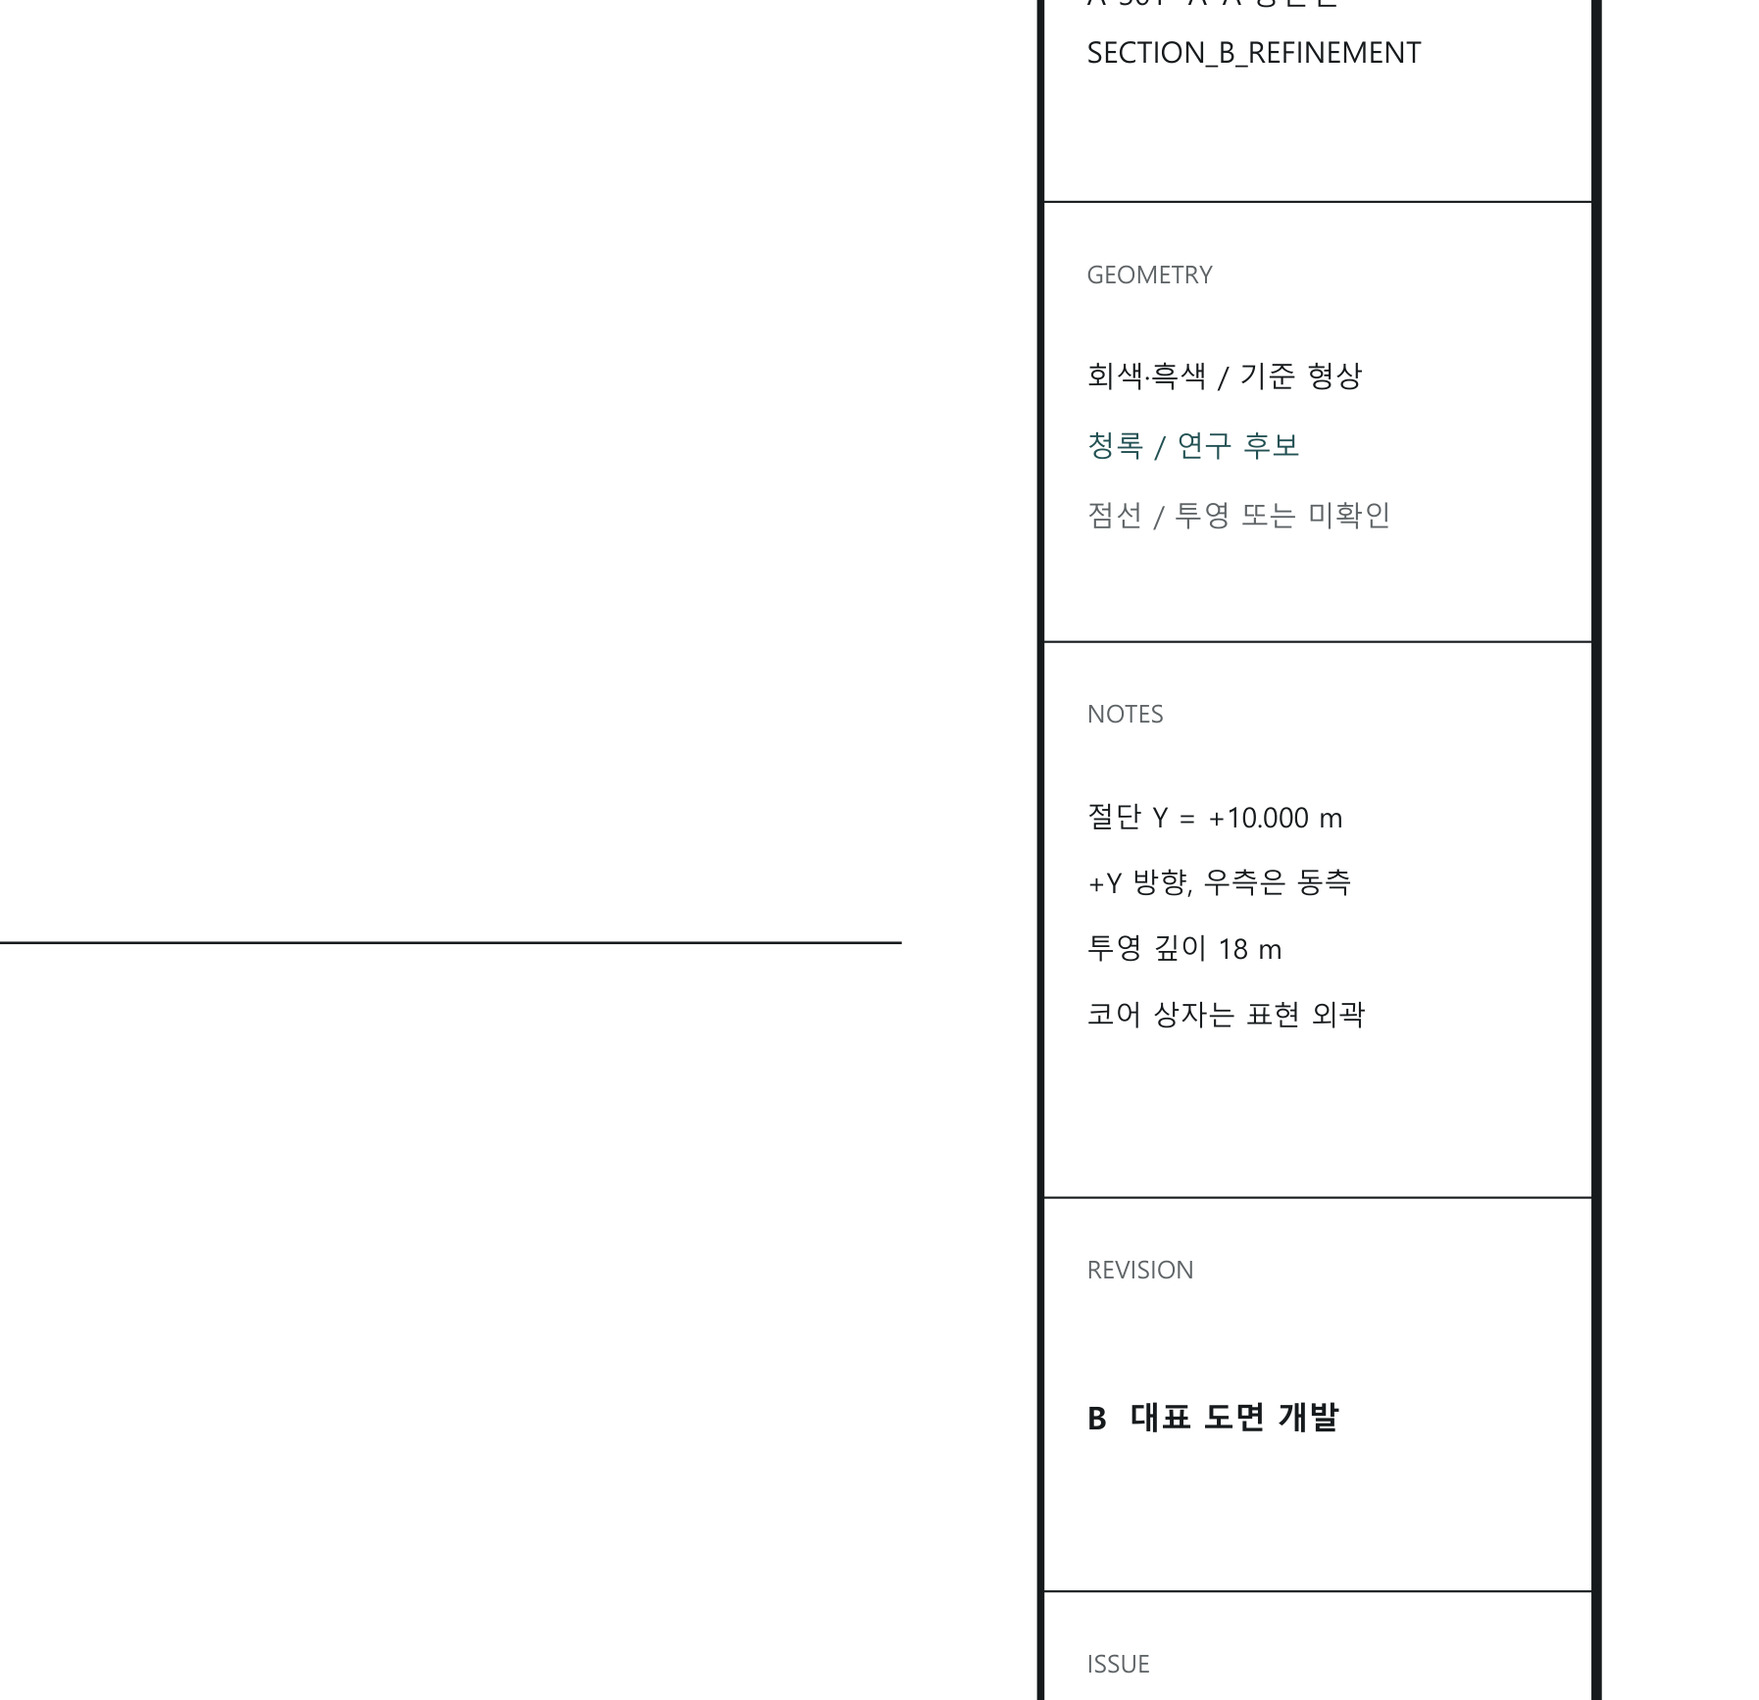 SECTION_B_REFINEMENT
GEOMETRY
회색·흑색 / 기준 형상
청록 / 연구 후보
점선 / 투영 또는 미확인
NOTES
절단 Y = +10.000 m
+Y 방향, 우측은 동측
투영 깊이 18 m
코어 상자는 표현 외곽
REVISION
B 대표 도면 개발
ISSUE